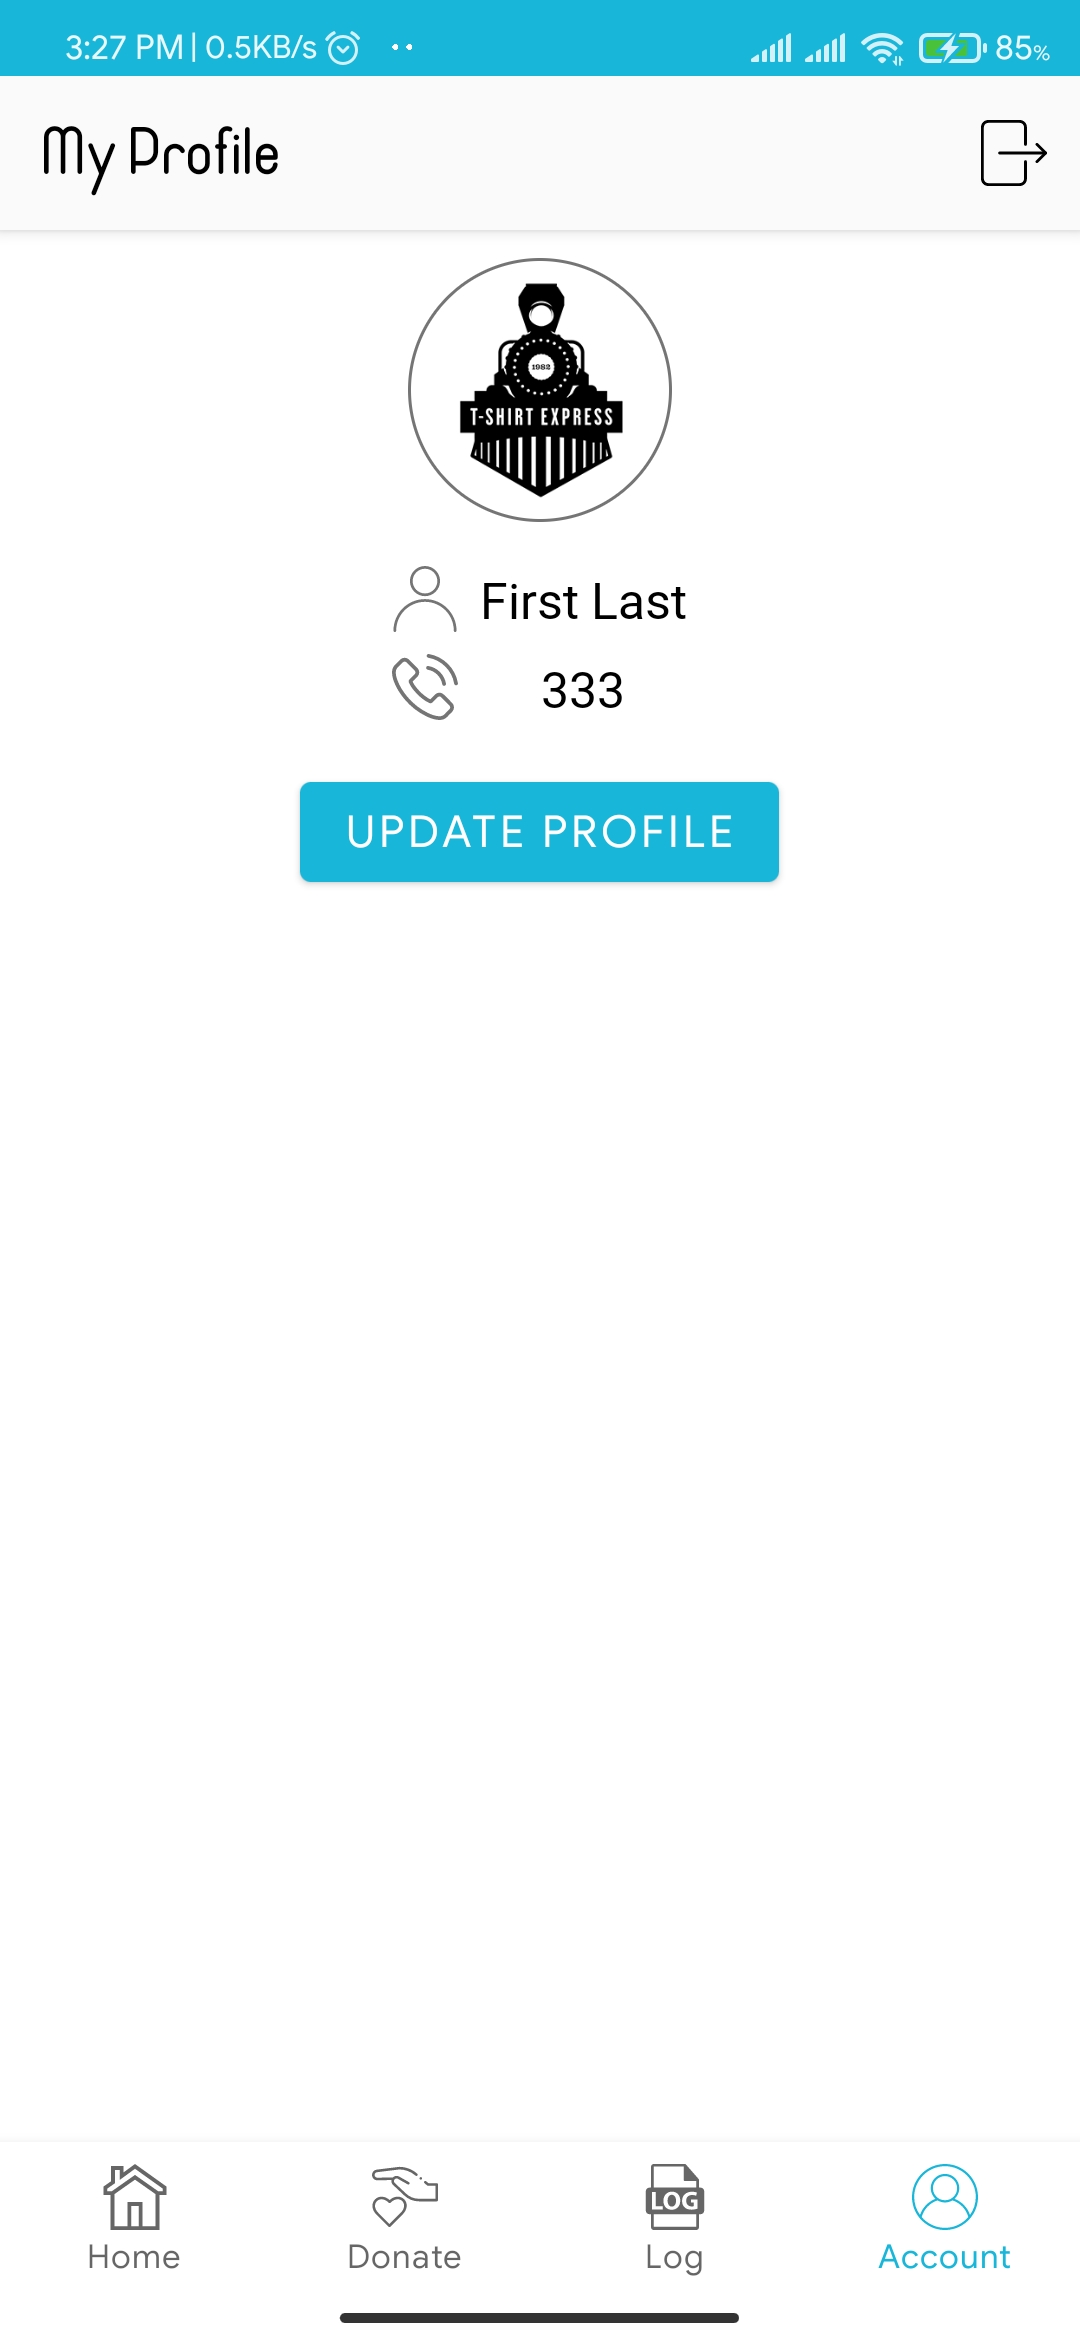 3:27 PM | 0.5KB/s 85%
My Profile
1982
T-SHIRT EXPRESS
First Last
333
UPDATE PROFILE
LOG
Home Donate Log Account